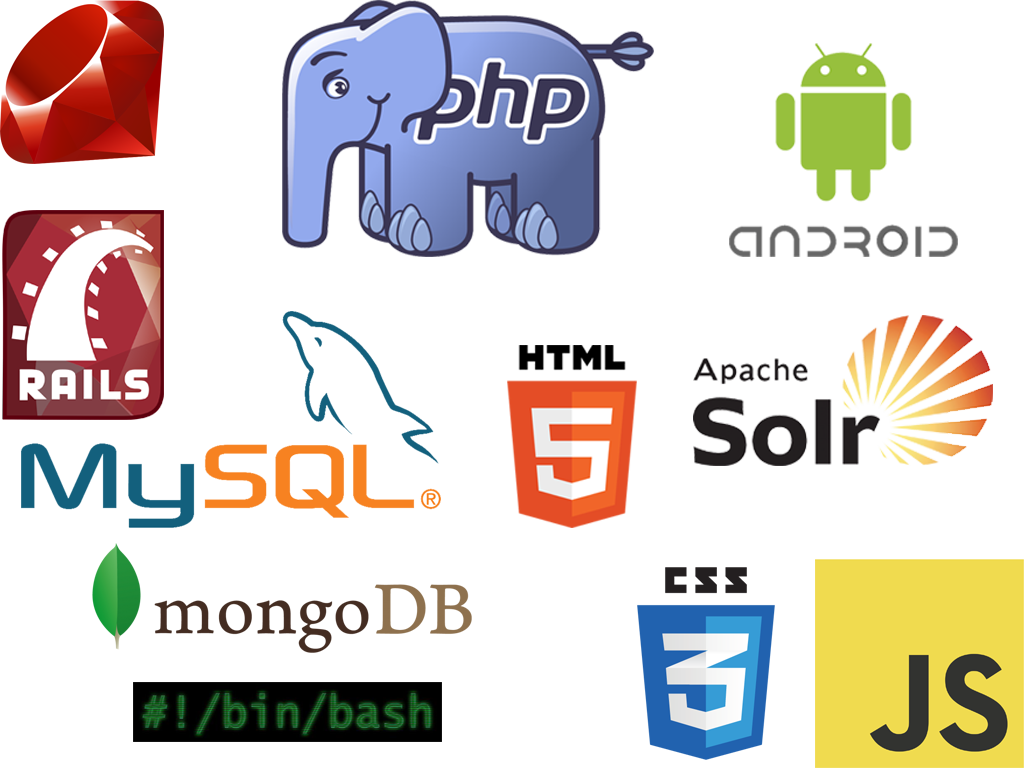 php
ANDROID
RAILS
HTML
5
Apache
Solr
MySQL®
mongoDB
CSS
3
JS
#!/bin/bash